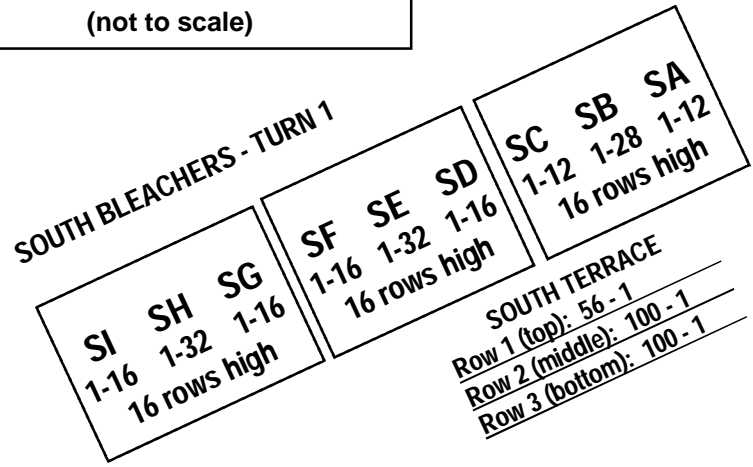 (not to scale)
SOUTH BLEACHERS - TURN 1
SI SH SG
1-16 1-32 1-16
16 rows high
SF SE SD
1-16 1-32 1-16
16 rows high
SC SB SA
1-12 1-28 1-12
16 rows high
SOUTH TERRACE
Row 1 (top): 56 - 1
Row 2 (middle): 100 - 1
Row 3 (bottom): 100 - 1